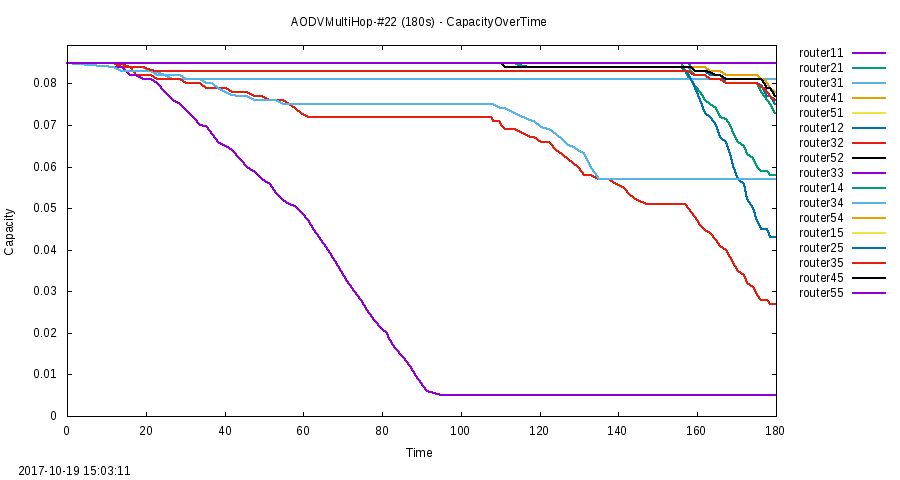 AODVMultiHop-#22 (180s) - CapacityOverTime
router11
router21
router31
router41
router51
router12
router32
router52
router33
router14
router34
router54
router15
router25
router35
router45
router55
Capacity
0.08
0.07
0.06
0.05
0.04
0.03
0.02
0.01
0
0 20 40 60 80 100 120 140 160 180
Time
2017-10-19 15:03:11